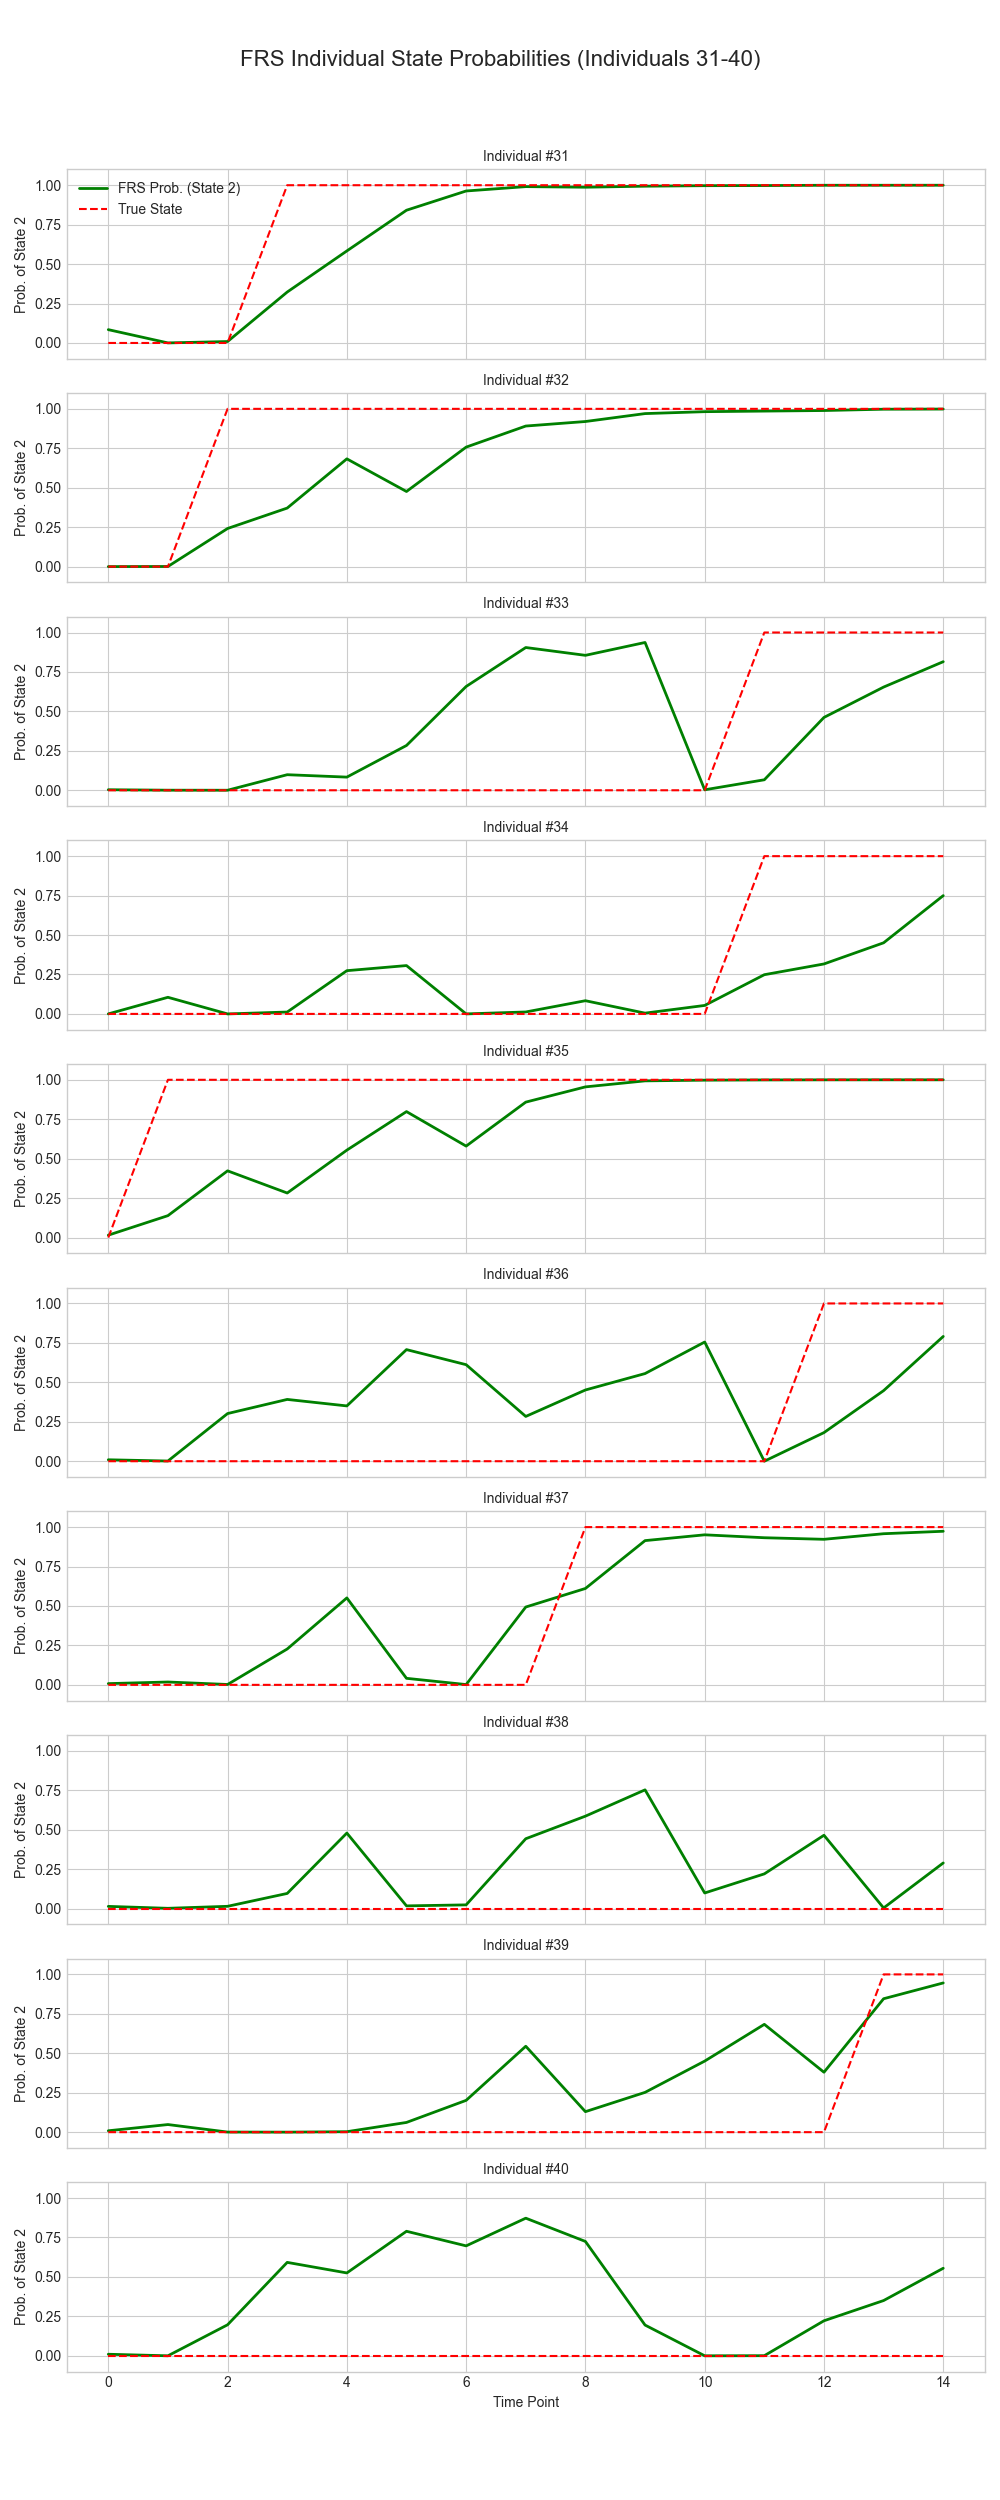 FRS Individual State Probabilities (Individuals 31-40)
Individual #31
FRS Prob. (State 2)
True State
Prob. of State 2
1.00
0.75
0.50
0.25
0.00
Individual #32
Prob. of State 2
1.00
0.75
0.50
0.25
0.00
Individual #33
Prob. of State 2
1.00
0.75
0.50
0.25
0.00
Individual #34
Prob. of State 2
1.00
0.75
0.50
0.25
0.00
Individual #35
Prob. of State 2
1.00
0.75
0.50
0.25
0.00
Individual #36
Prob. of State 2
1.00
0.75
0.50
0.25
0.00
Individual #37
Prob. of State 2
1.00
0.75
0.50
0.25
0.00
Individual #38
Prob. of State 2
1.00
0.75
0.50
0.25
0.00
Individual #39
Prob. of State 2
1.00
0.75
0.50
0.25
0.00
Individual #40
Prob. of State 2
1.00
0.75
0.50
0.25
0.00
0 2 4 6 8 10 12 14
Time Point